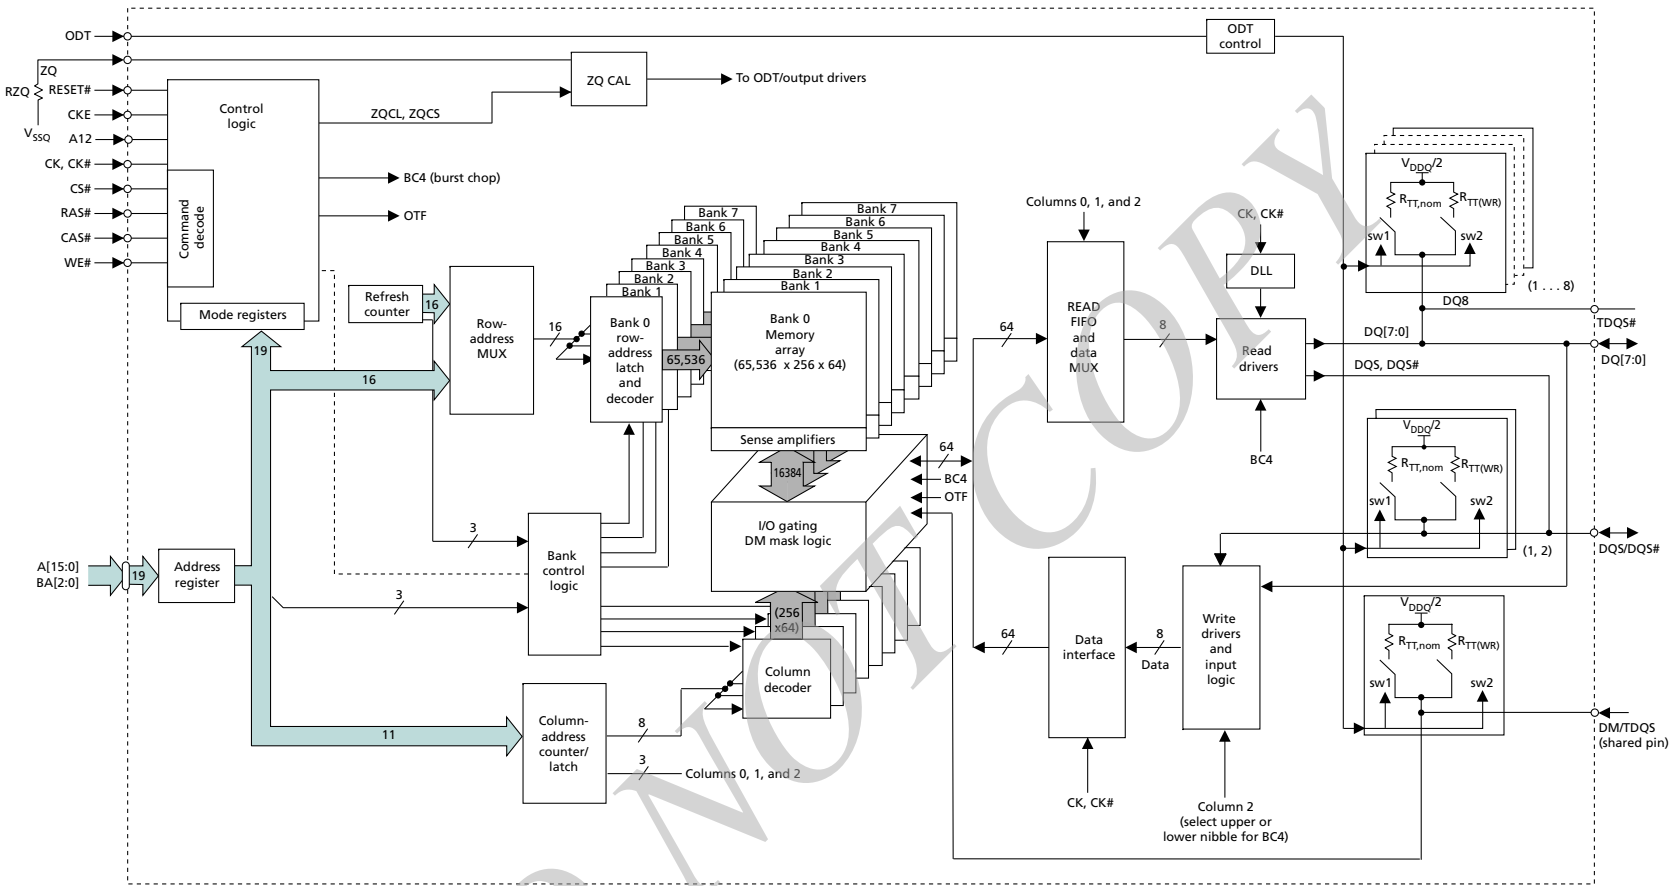 ODT
ODT
control
ZQ
RZQ
VSSQ
RESET#
CKE
A12
CK, CK#
CS#
RAS#
CAS#
WE#
Control
logic
Command
decode
Mode registers
ZQ CAL
To ODT/output drivers
ZQCL, ZQCS
BC4 (burst chop)
OTF
Refresh
counter
16
Row-
address
MUX
16
Bank 7
Bank 6
Bank 5
Bank 4
Bank 3
Bank 2
Bank 1
Bank 0
row-
address
latch
and
decoder
65,536
Bank 7
Bank 6
Bank 5
Bank 4
Bank 3
Bank 2
Bank 1
Bank 0
Memory
array
(65,536 x 256 x 64)
Sense amplifiers
16384
64
BC4
OTF
I/O gating
DM mask logic
(256
x64)
Column
decoder
19
16
3
3
Bank
control
logic
A[15:0]
BA[2:0]
19
Address
register
11
Column-
address
counter/
latch
8
3
Columns 0, 1, and 2
Columns 0, 1, and 2
64
READ
FIFO
and
data
MUX
8
CK, CK#
DLL
Read
drivers
BC4
64
Data
interface
CK, CK#
8
Data
Write
drivers
and
input
logic
Column 2
(select upper or
lower nibble for BC4)
VDDQ/2
RTT,nom
RTT(WR)
sw1
sw2
(1 . . . 8)
DQ8
TDQS#
DQ[7:0]
DQ[7:0]
DQS, DQS#
VDDQ/2
RTT,nom
RTT(WR)
sw1
sw2
(1, 2)
DQS/DQS#
VDDQ/2
RTT,nom
RTT(WR)
sw1
sw2
DM/TDQS
(shared pin)
NOT COPY